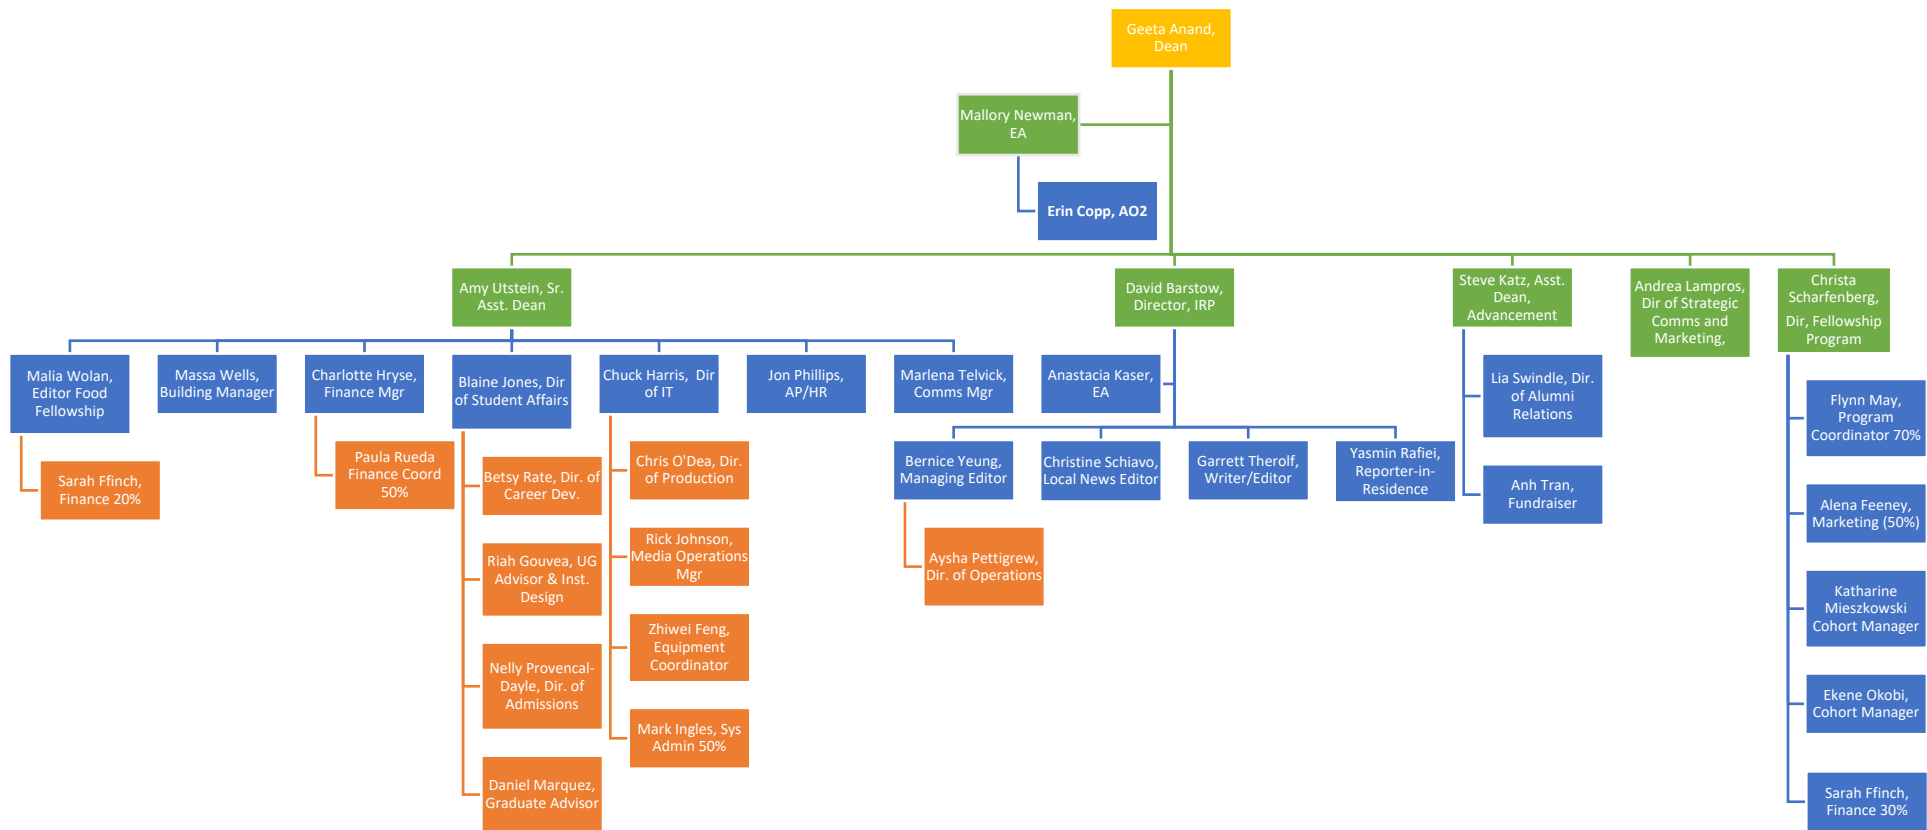 Geeta Anand,
Dean
Mallory Newman,
EA
Erin Copp, AO2
Amy Utstein, Sr.
Asst. Dean
David Barstow,
Director, IRP
Steve Katz, Asst.
Dean,
Advancement
Andrea Lampros,
Dir of Strategic
Comms and
Marketing,
Christa
Scharfenberg,
Dir, Fellowship
Program
Malia Wolan,
Editor Food
Fellowship
Massa Wells,
Building Manager
Charlotte Hryse,
Finance Mgr
Blaine Jones, Dir
of Student Affairs
Chuck Harris,  Dir
of IT
Jon Phillips,
AP/HR
Marlena Telvick,
Comms Mgr
Anastacia Kaser,
EA
Lia Swindle, Dir.
of Alumni
Relations
Flynn May,
Program
Coordinator 70%
Sarah Ffinch,
Finance 20%
Paula Rueda
Finance Coord
50%
Betsy Rate, Dir. of
Career Dev.
Chris O'Dea, Dir.
of Production
Bernice Yeung,
Managing Editor
Christine Schiavo,
Local News Editor
Garrett Therolf,
Writer/Editor
Yasmin Rafiei,
Reporter-in-
Residence
Anh Tran,
Fundraiser
Alena Feeney,
Marketing (50%)
Riah Gouvea, UG
Advisor & Inst.
Design
Rick Johnson,
Media Operations
Mgr
Aysha Pettigrew,
Dir. of Operations
Katharine
Mieszkowski
Cohort Manager
Nelly Provencal-
Dayle, Dir. of
Admissions
Zhiwei Feng,
Equipment
Coordinator
Ekene Okobi,
Cohort Manager
Mark Ingles, Sys
Admin 50%
Daniel Marquez,
Graduate Advisor
Sarah Ffinch,
Finance 30%